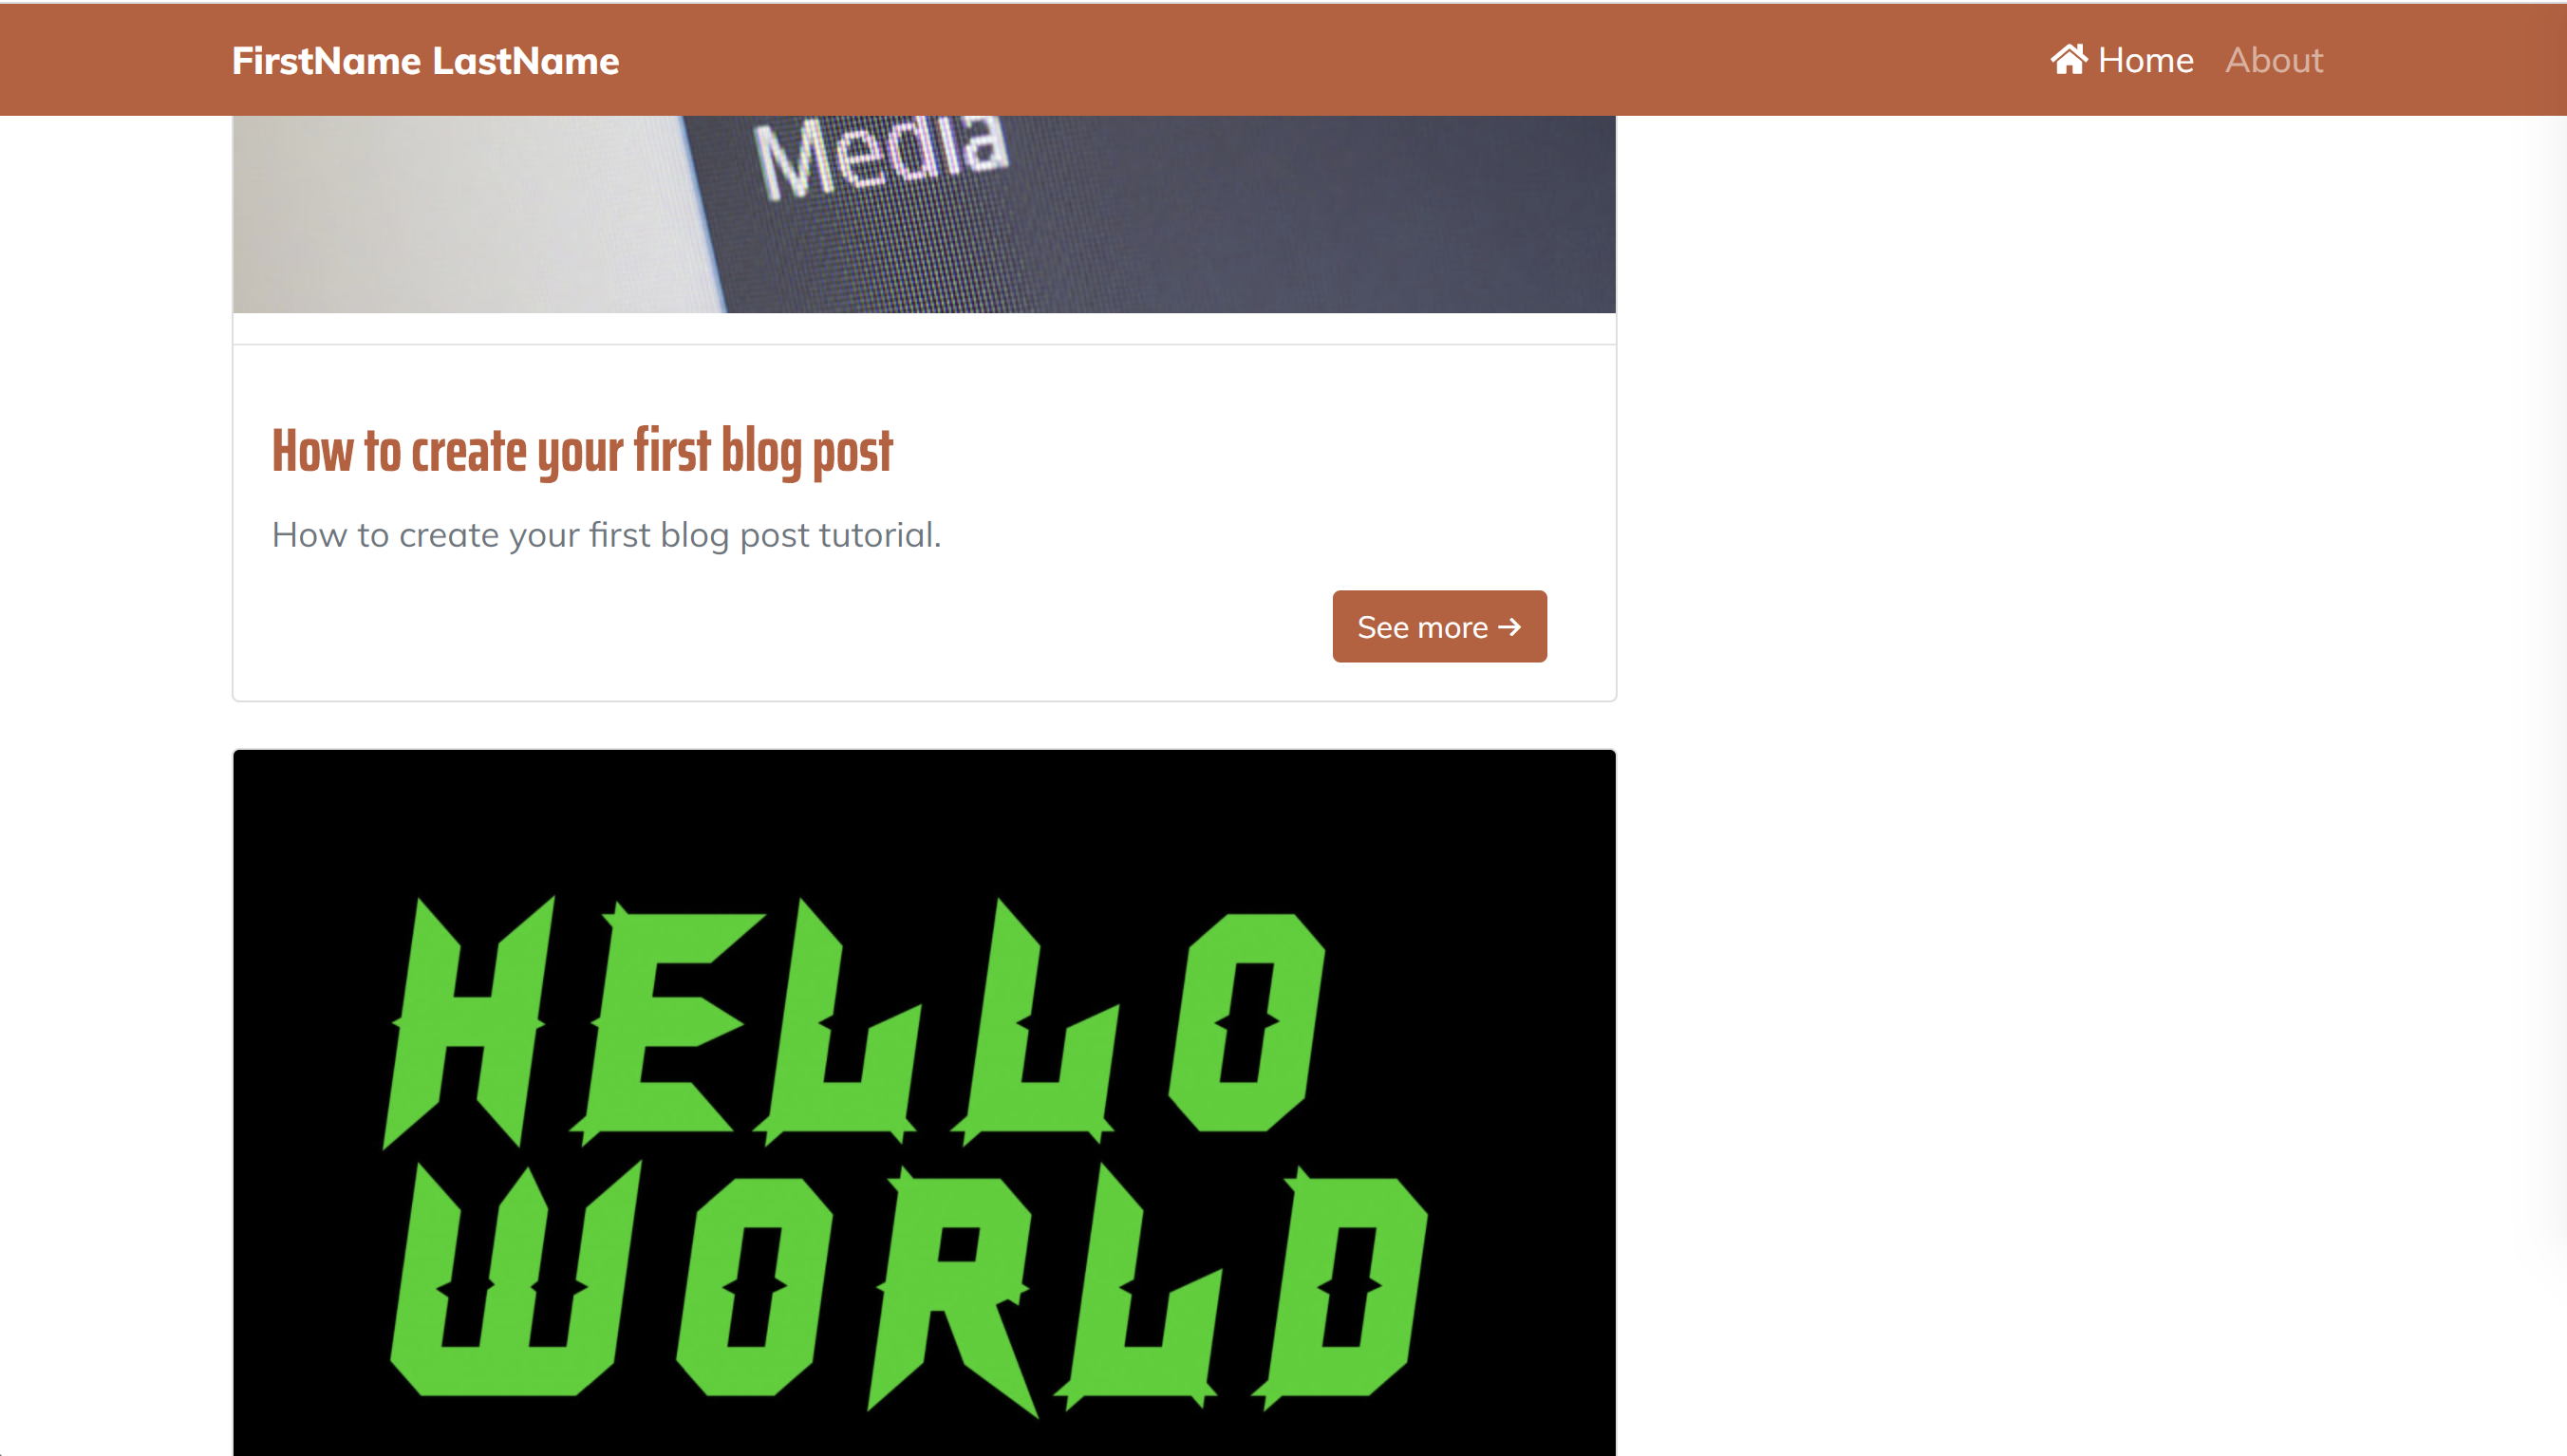 FirstName LastName
Home About
Media
How to create your first blog post
How to create your first blog post tutorial.
See more →
HELLO
WORLD